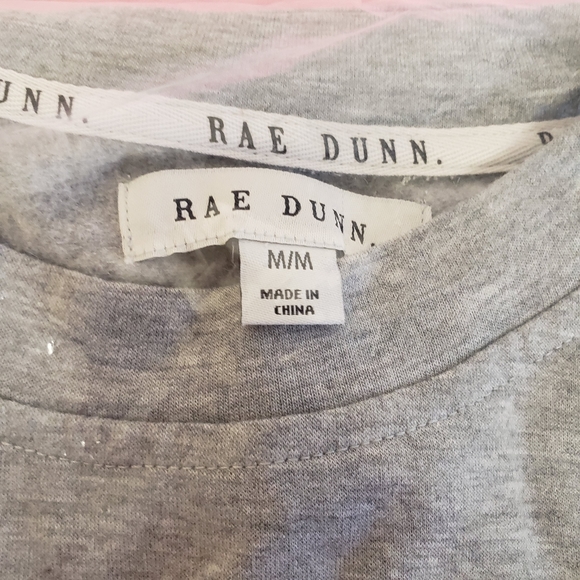 UNN. RAE DUNN. R
RAE DUNN.
M/M
MADE IN
CHINA